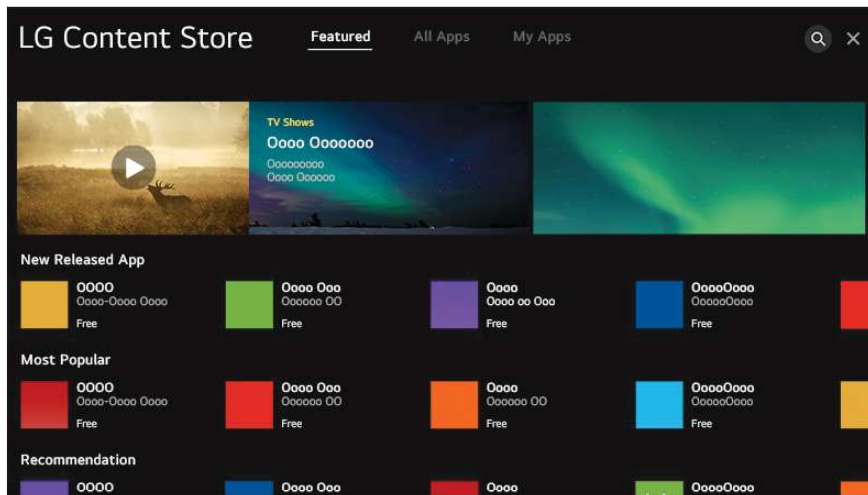 LG Content Store
Featured
All Apps
My Apps
TV Shows
Oooo Ooooooo
Ooooooooo
Oooo Oooooo
New Released App
OOOO
Oooo-Oooo Oooo
Free
Oooo Ooo
Oooooo OO
Free
Oooo
Oooo oo Ooo
Free
OoooOooo
OooooOooo
Free
Most Popular
OOOO
Oooo-Oooo Oooo
Free
Oooo Ooo
Oooooo OO
Free
Oooo
Oooooo OO
Free
OoooOooo
OooooOooo
Free
Recommendation
OOOO
Oooo Ooo
Oooo
OoooOooo